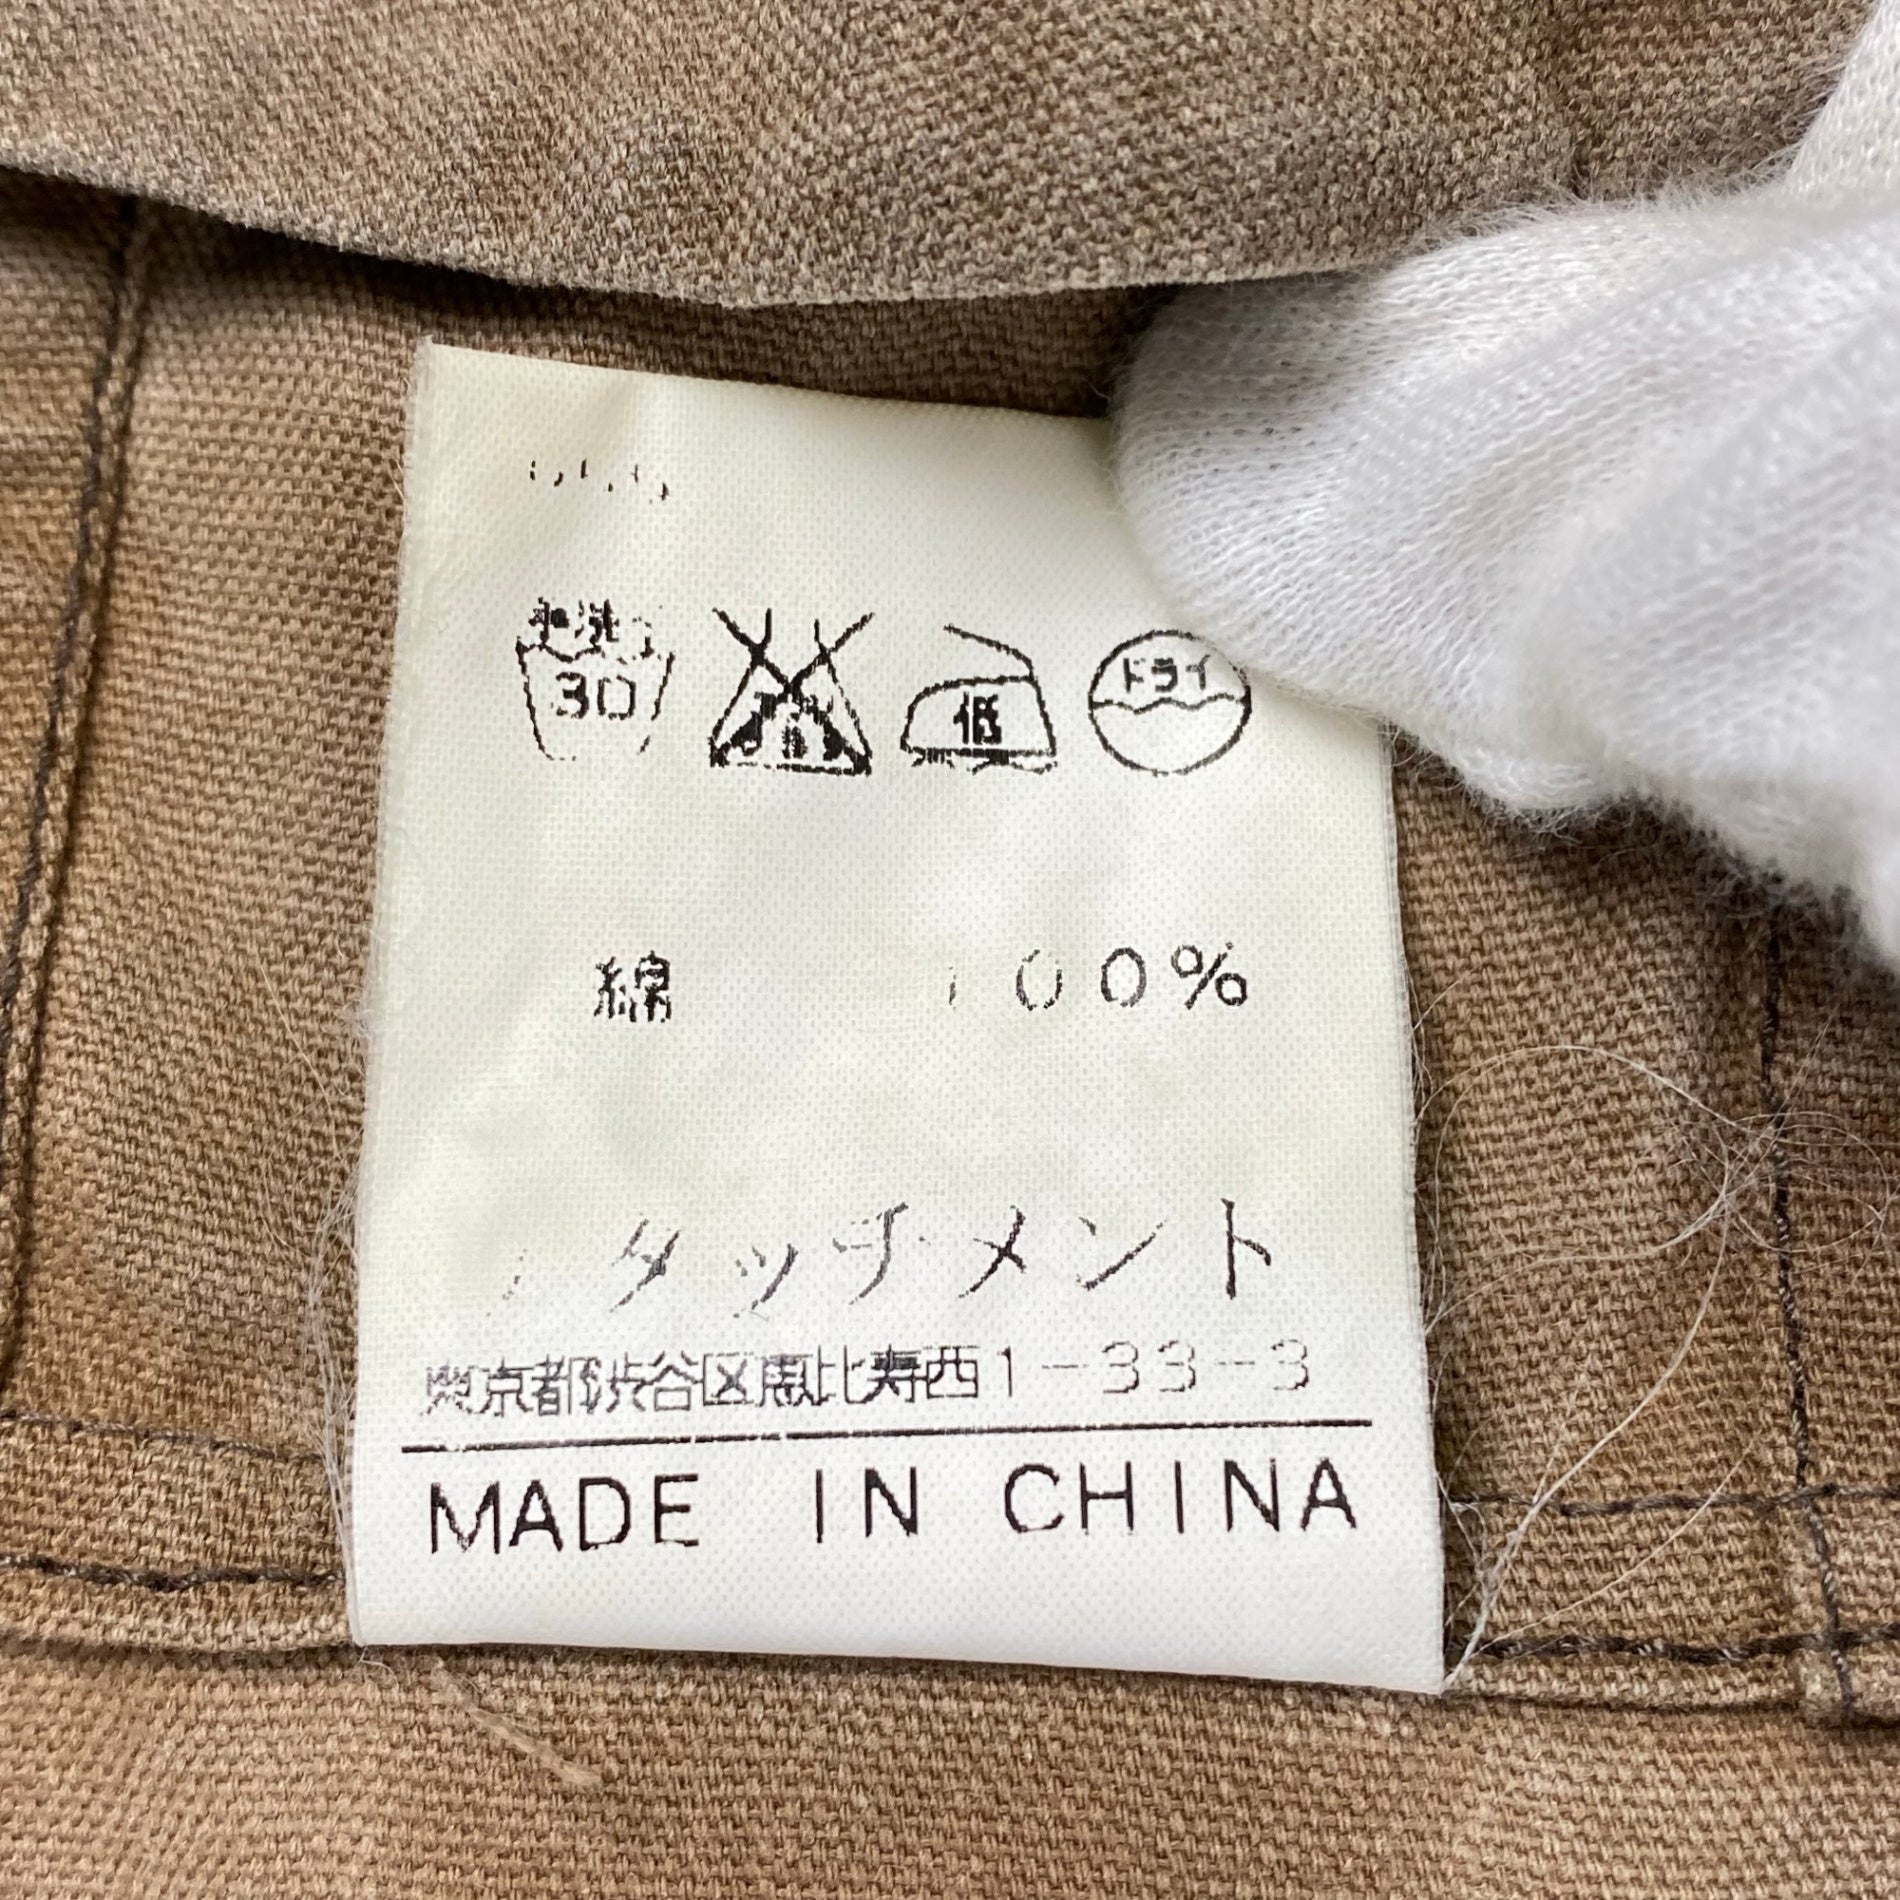 手洗イ
30 低 ドライ
綿 100%
タッチメント
東京都渋谷区恵比寿西1-33-3
MADE IN CHINA